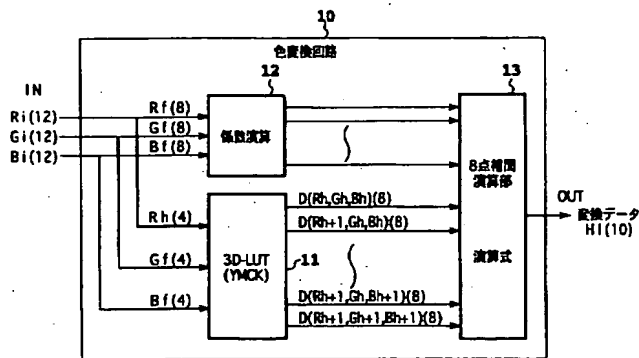 10
色変換回路
IN
12
13
Ri(12)
Gi(12)
Bi(12)
Rf(8)
Gf(8)
Bf(8)
係数演算
8点補間
演算部
演算式
D(Rh,Gh,Bh)(8)
D(Rh+1,Gh,Bh)(8)
Rh(4)
Gf(4)
Bf(4)
3D-LUT
(YMCK)
11
D(Rh+1,Gh,Bh+1)(8)
D(Rh+1,Gh+1,Bh+1)(8)
OUT
変換データ
HI(10)